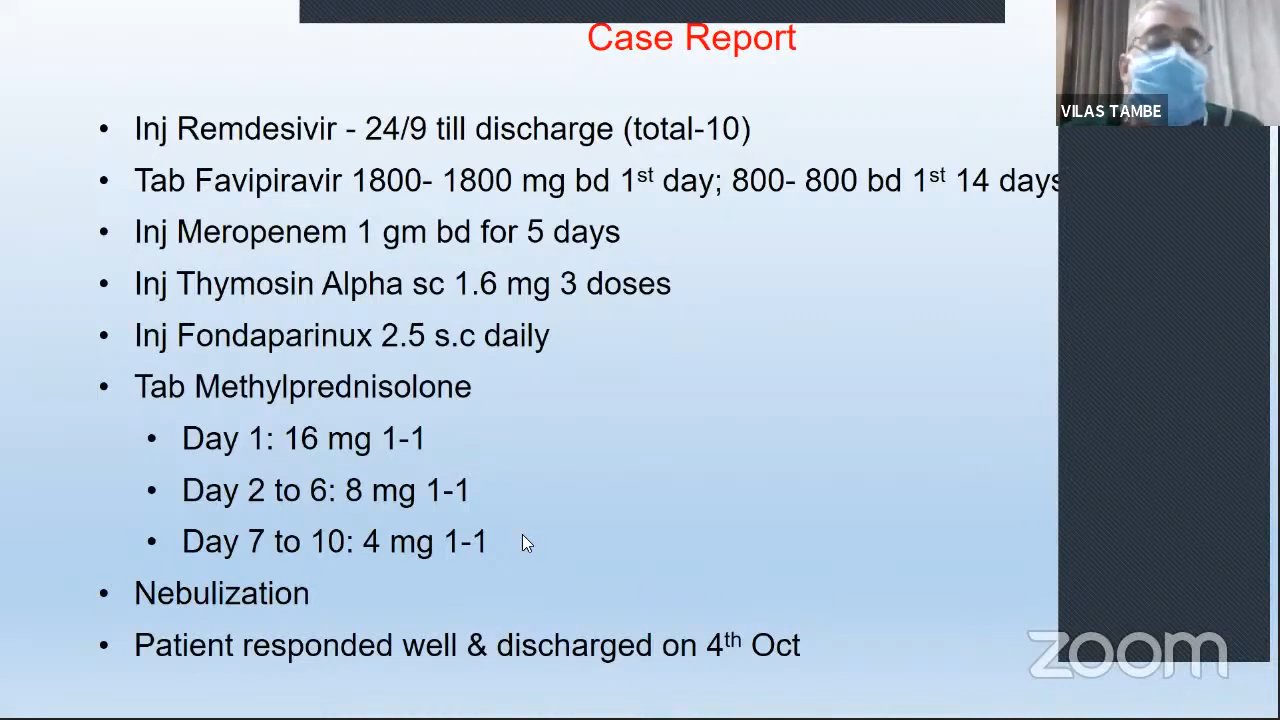 Case Report
VILAS TAMBE
• Inj Remdesivir - 24/9 till discharge (total-10)
• Tab Favipiravir 1800- 1800 mg bd 1st day; 800- 800 bd 1st 14 days
• Inj Meropenem 1 gm bd for 5 days
• Inj Thymosin Alpha sc 1.6 mg 3 doses
• Inj Fondaparinux 2.5 s.c daily
• Tab Methylprednisolone
• Day 1: 16 mg 1-1
• Day 2 to 6: 8 mg 1-1
• Day 7 to 10: 4 mg 1-1
• Nebulization
• Patient responded well & discharged on 4th Oct
zoom